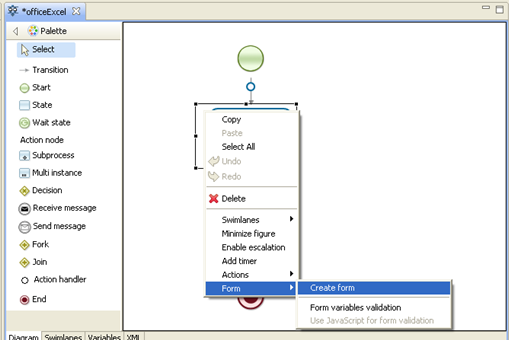 *officeExcel
Palette
Select
Transition
Start
State
Wait state
Action node
Subprocess
Multi instance
Decision
Receive message
Send message
Fork
Join
Action handler
End
Copy
Paste
Select All
Undo
Redo
Delete
Swimlanes
Minimize figure
Enable escalation
Add timer
Actions
Form
Create form
Form variables validation
Use JavaScript for form validation
Diagram Swimlanes Variables XML